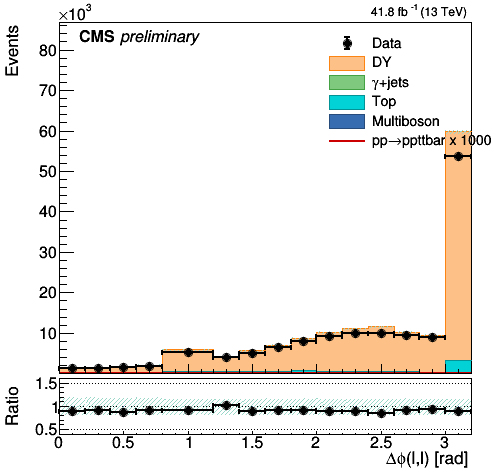 ×10³
41.8 fb⁻¹ (13 TeV)
CMS preliminary
Events
Data
DY
γ+jets
Top
Multiboson
pp→ppttbar x 1000
80
70
60
50
40
30
20
10
Ratio
1.5
1
0.5
0 0.5 1 1.5 2 2.5 3
Δϕ(l,l) [rad]